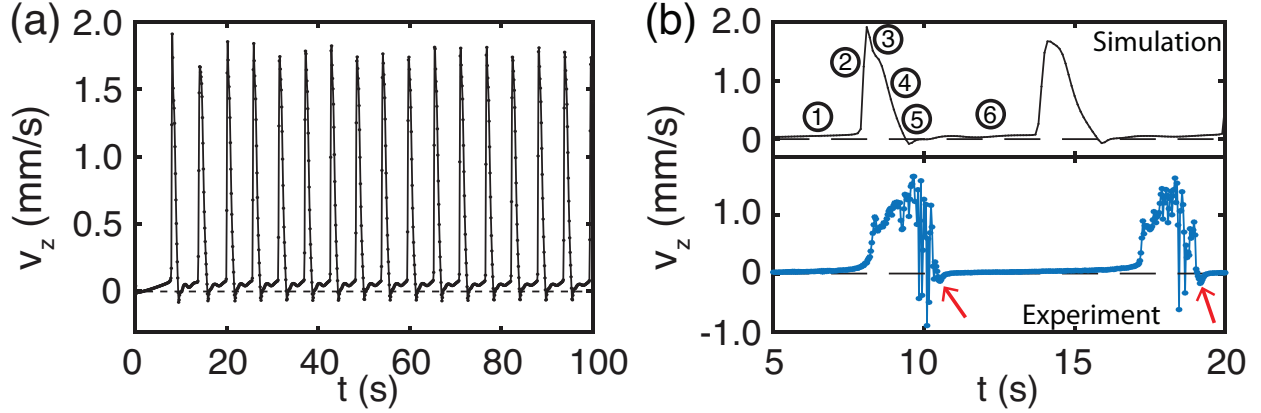 (a)
2.0
1.5
1.0
0.5
0
v_z (mm/s)
0 20 40 60 80 100
t (s)
(b)
2.0
1.0
0
Simulation
① ② ③ ④ ⑤ ⑥
v_z (mm/s)
1.0
0
-1.0
Experiment
5 10 15 20
t (s)